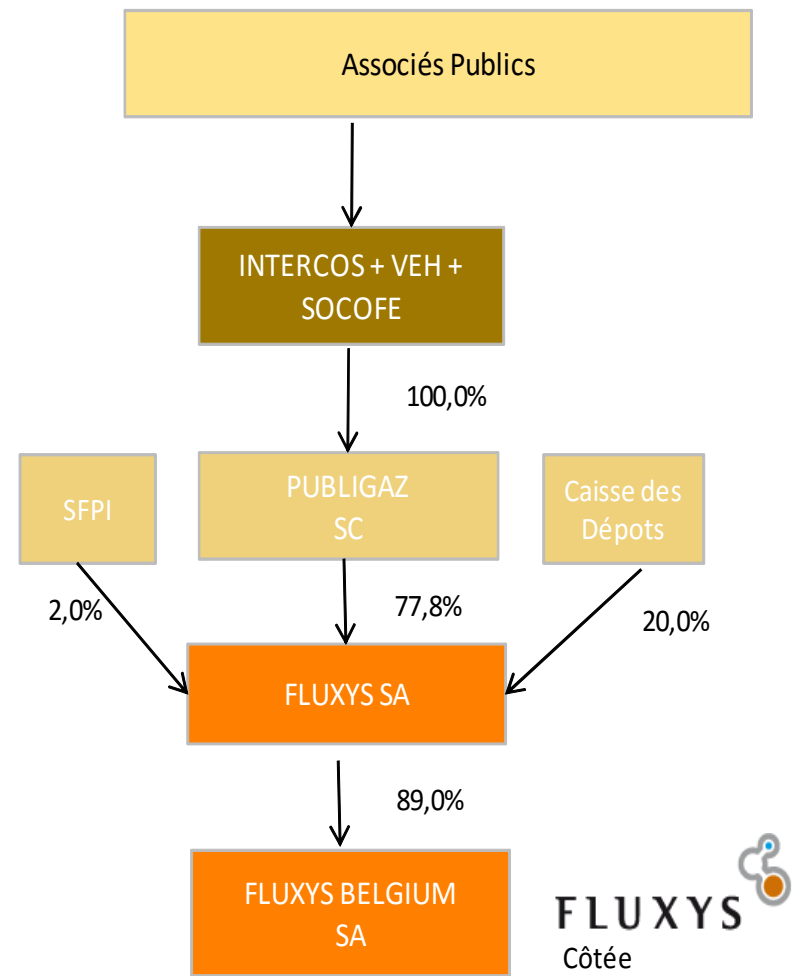 Associés Publics
INTERCOS + VEH +
SOCOFE
100,0%
SFPI
PUBLIGAZ
SC
Caisse des
Dépots
2,0%
77,8%
20,0%
FLUXYS SA
89,0%
FLUXYS BELGIUM
SA
FLUXYS
Côtée